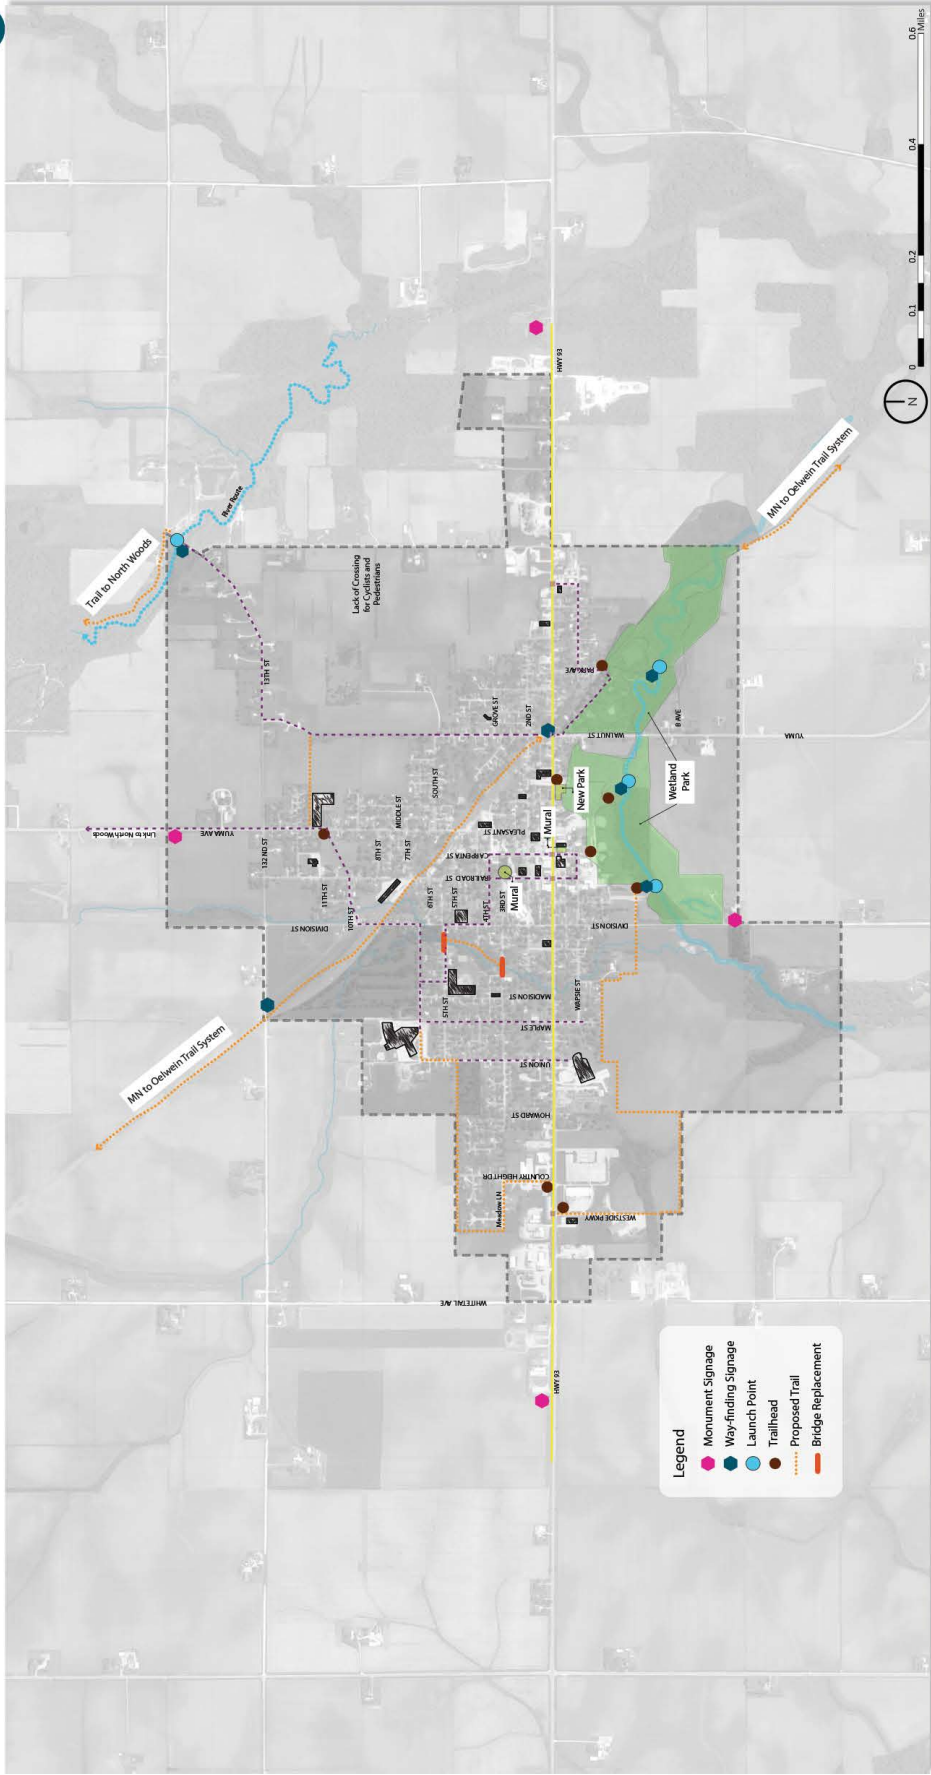 Trail to North Woods
River Route
Link to North Woods
YUMA AVE
13TH ST
132 ND ST
Lack of Crossing
for Cyclists and
Pedestrians
MN to Oelwein Trail System
DIVISION ST
11TH ST
10TH ST
8TH ST
7TH ST
MIDDLE ST
SOUTH ST
6TH ST
5TH ST
4TH ST
3RD ST
GROVE ST
2ND ST
PLEASANT ST
CARPENTA ST
RAILROAD ST
Mural
Mural
New Park
5TH ST
MADISION ST
MAPLE ST
UNION ST
HOWARD ST
COUNTRY HEIGHT DR
Meadow LN
WESTSIDE PKWY
WHITETAIL AVE
HWY 93
HWY 93
WAPSIE ST
DIVISION ST
PARK AVE
WALNUT ST
B AVE
YUMA
Wetland
Park
MN to Oelwein Trail System
Legend
Monument Signage
Way-finding Signage
Launch Point
Trailhead
Proposed Trail
Bridge Replacement
N
0 0.1 0.2 0.4 0.6
Miles